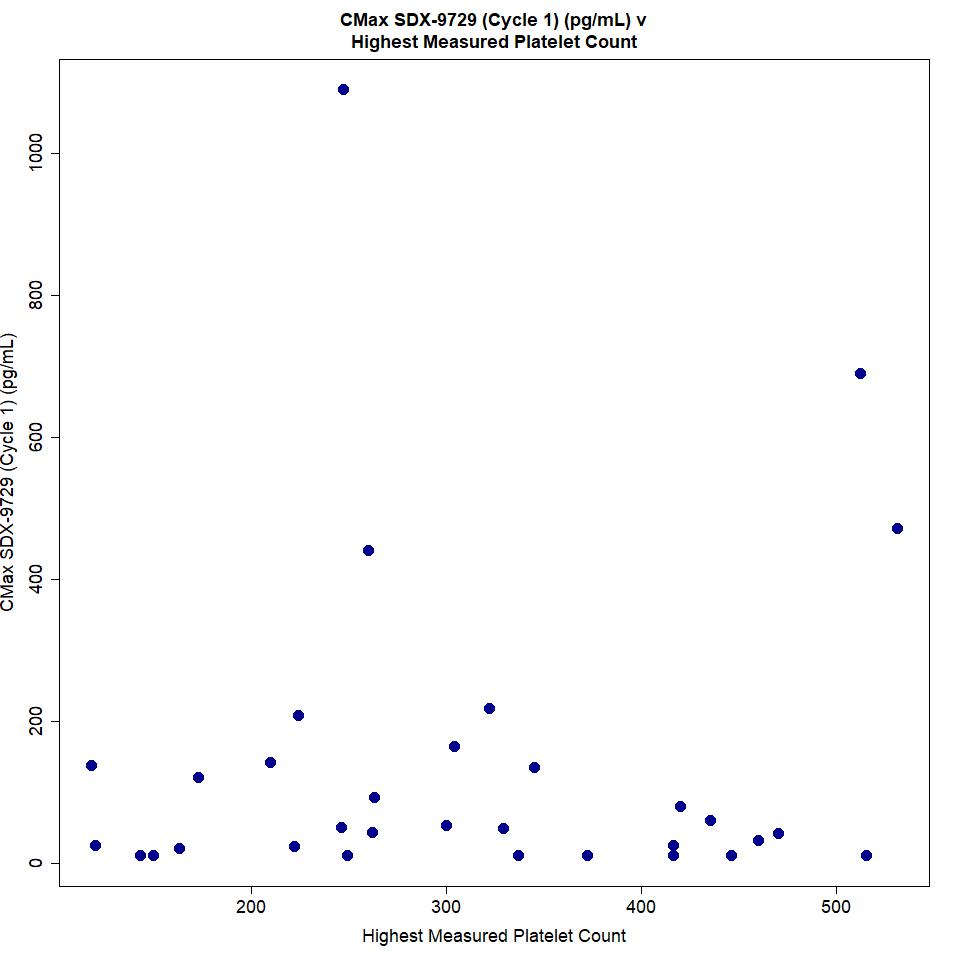 CMax SDX-9729 (Cycle 1) (pg/mL) v
Highest Measured Platelet Count
CMax SDX-9729 (Cycle 1) (pg/mL)
1000
800
600
400
200
0
200 300 400 500
Highest Measured Platelet Count